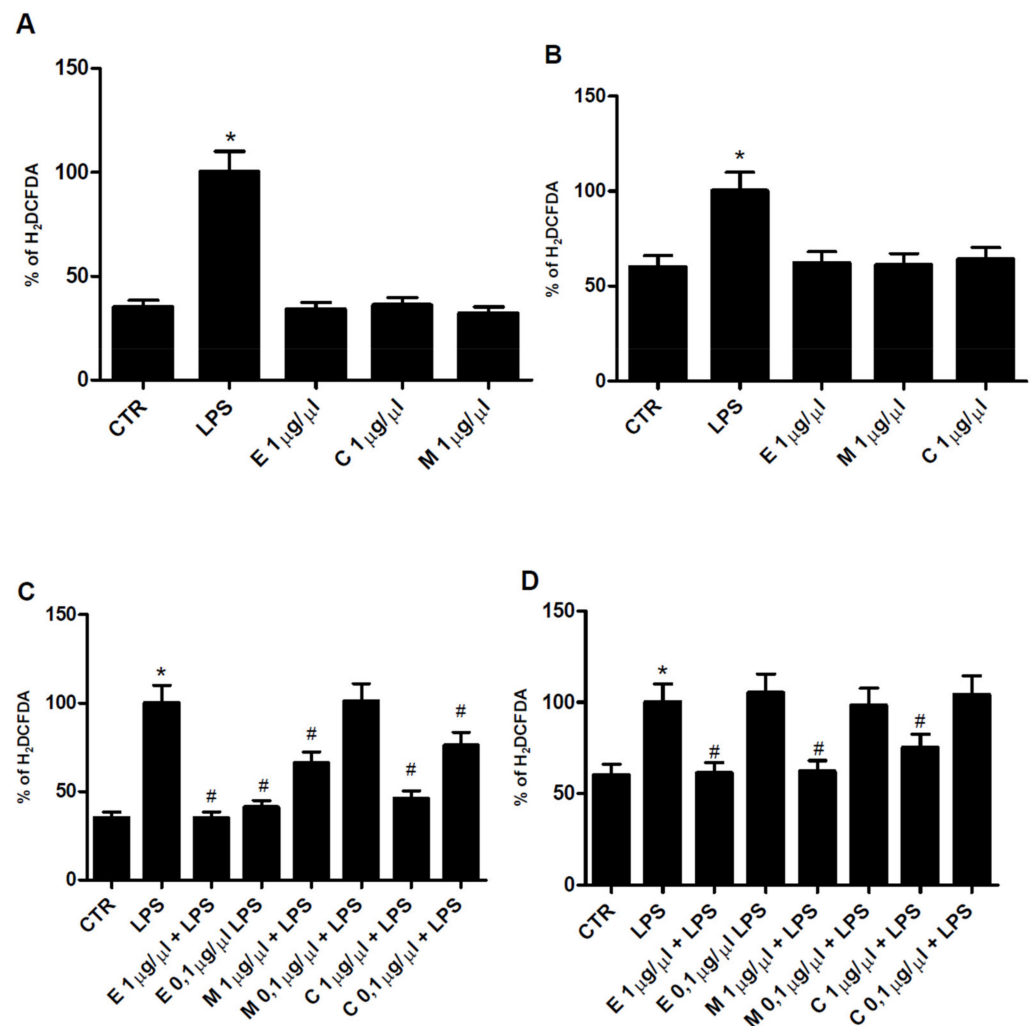 A
% of H₂DCFDA
150
100
50
0
*
CTR
LPS
E 1μg/μl
C 1μg/μl
M 1μg/μl
B
% of H₂DCFDA
150
100
50
0
*
CTR
LPS
E 1μg/μl
M 1μg/μl
C 1μg/μl
C
% of H₂DCFDA
150
100
50
0
*
#
#
#
#
#
CTR
LPS
E 1μg/μl + LPS
E 0,1μg/μl LPS
M 1μg/μl + LPS
M 0,1μg/μl + LPS
C 1μg/μl + LPS
C 0,1μg/μl + LPS
D
% of H₂DCFDA
150
100
50
0
*
#
#
#
CTR
LPS
E 1μg/μl + LPS
E 0,1μg/μl LPS
M 1μg/μl + LPS
M 0,1μg/μl + LPS
C 1μg/μl + LPS
C 0,1μg/μl + LPS